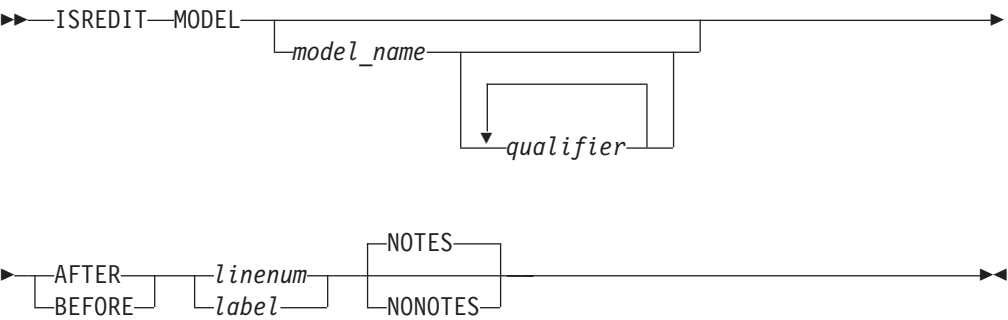 ISREDIT MODEL
model_name
qualifier
NOTES
AFTER linenum
BEFORE label NONOTES